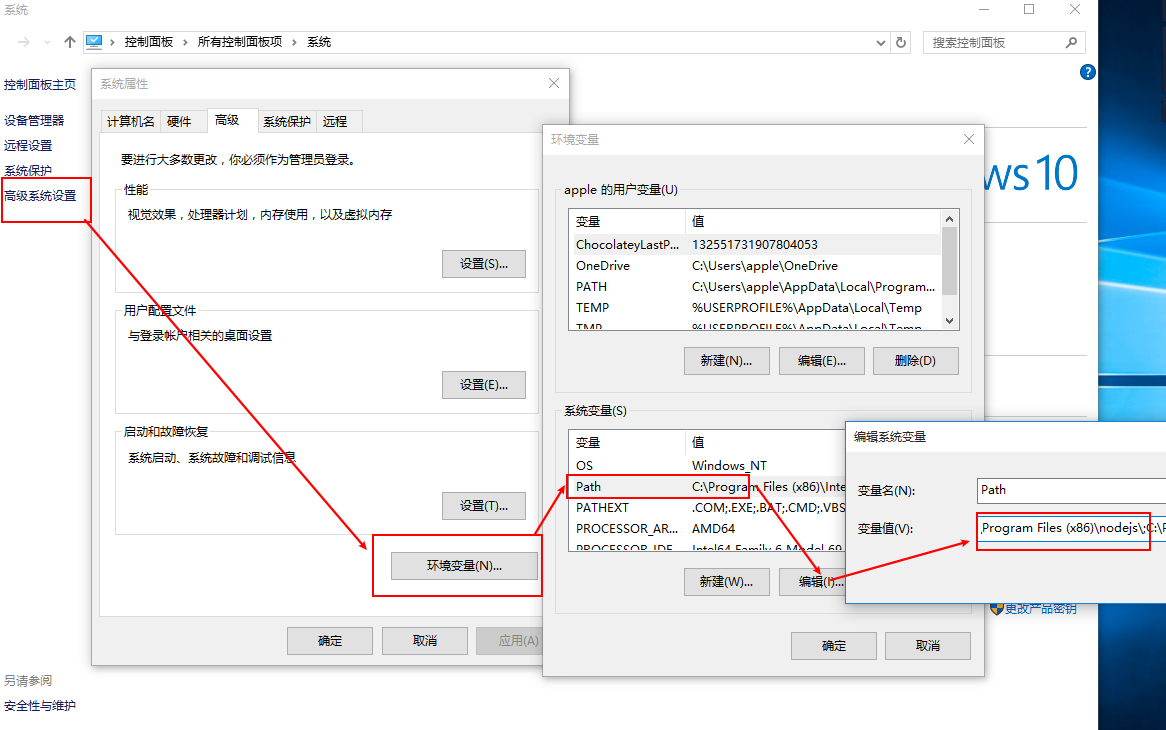 系统
控制面板 › 所有控制面板项 › 系统
搜索控制面板
控制面板主页
设备管理器
远程设置
系统保护
高级系统设置
另请参阅
安全性与维护
ws 10
更改产品密钥
系统属性
计算机名 硬件 高级 系统保护 远程
要进行大多数更改，你必须作为管理员登录。
性能
视觉效果，处理器计划，内存使用，以及虚拟内存
设置(S)...
用户配置文件
与登录帐户相关的桌面设置
设置(E)...
启动和故障恢复
系统启动、系统故障和调试信息
设置(T)...
环境变量(N)...
确定 取消 应用(A)
环境变量
apple 的用户变量(U)
变量 值
ChocolateyLastP... 132551731907804053
OneDrive C:\Users\apple\OneDrive
PATH C:\Users\apple\AppData\Local\Program...
TEMP %USERPROFILE%\AppData\Local\Temp
TMP %USERPROFILE%\AppData\Local\Temp
新建(N)... 编辑(E)... 删除(D)
系统变量(S)
变量 值
OS Windows_NT
Path C:\Program Files (x86)\Inte
PATHEXT .COM;.EXE;.BAT;.CMD;.VBS
PROCESSOR_AR... AMD64
PROCESSOR_IDE Intel64 Family 6 Model 69
新建(W)... 编辑(I)...
确定 取消
编辑系统变量
变量名(N): Path
变量值(V): Program Files (x86)\nodejs\;C:\P